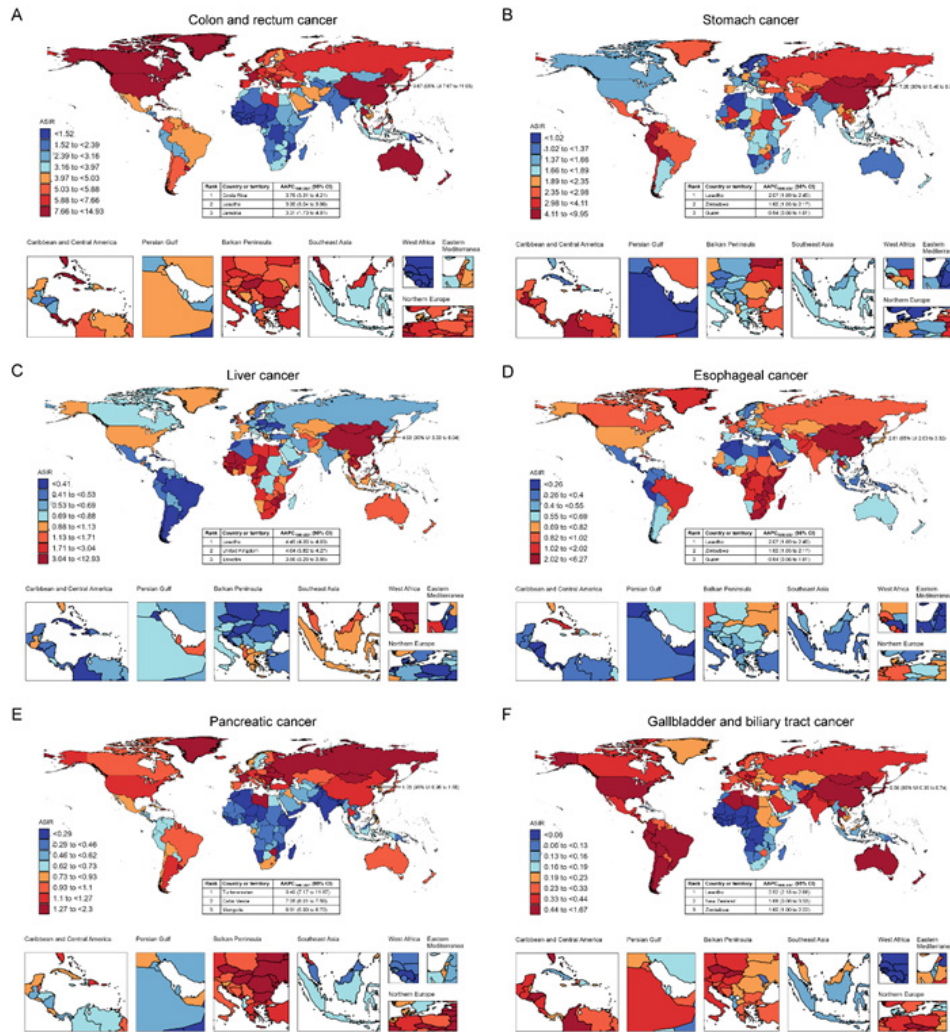 A
Colon and rectum cancer
ASIR
<1.52
1.52 to <2.39
2.39 to <3.16
3.16 to <3.97
3.97 to <5.03
5.03 to <5.88
5.88 to <7.66
7.66 to <14.93
Rank Country or territory (95% CI)
1 Costa Rica
2 Lesotho
3 Jamaica
Caribbean and Central America
Persian Gulf
Balkan Peninsula
Southeast Asia
West Africa
Eastern Mediterranean
Northern Europe
B
Stomach cancer
ASIR
<1.02
1.02 to <1.37
1.37 to <1.66
1.66 to <1.89
1.89 to <2.35
2.35 to <2.98
2.98 to <4.11
4.11 to <9.95
Rank Country or territory (95% CI)
1 Lesotho
2 Zimbabwe
3 Guam
Caribbean and Central America
Persian Gulf
Balkan Peninsula
Southeast Asia
West Africa
Eastern Mediterranean
Northern Europe
C
Liver cancer
ASIR
<0.41
0.41 to <0.53
0.53 to <0.69
0.69 to <0.88
0.88 to <1.13
1.13 to <1.71
1.71 to <3.04
3.04 to <12.93
Rank Country or territory (95% CI)
1 Lesotho
2 United Kingdom
3
Caribbean and Central America
Persian Gulf
Balkan Peninsula
Southeast Asia
West Africa
Eastern Mediterranean
Northern Europe
D
Esophageal cancer
ASIR
<0.26
0.26 to <0.4
0.4 to <0.55
0.55 to <0.69
0.69 to <0.82
0.82 to <1.02
1.02 to <2.02
2.02 to <6.27
Rank Country or territory (95% CI)
1 Lesotho
2 Zimbabwe
3 Guam
Caribbean and Central America
Persian Gulf
Balkan Peninsula
Southeast Asia
West Africa
Eastern Mediterranean
Northern Europe
E
Pancreatic cancer
ASIR
<0.29
0.29 to <0.46
0.46 to <0.62
0.62 to <0.73
0.73 to <0.93
0.93 to <1.1
1.1 to <1.27
1.27 to <2.3
Rank Country or territory (95% CI)
1 Turkmenistan
2 Cabo Verde
3 Mongolia
Caribbean and Central America
Persian Gulf
Balkan Peninsula
Southeast Asia
West Africa
Eastern Mediterranean
Northern Europe
F
Gallbladder and biliary tract cancer
ASIR
<0.06
0.06 to <0.13
0.13 to <0.16
0.16 to <0.19
0.19 to <0.23
0.23 to <0.33
0.33 to <0.44
0.44 to <1.67
Rank Country or territory (95% CI)
1 Lesotho
2 New Zealand
3 Zimbabwe
Caribbean and Central America
Persian Gulf
Balkan Peninsula
Southeast Asia
West Africa
Eastern Mediterranean
Northern Europe